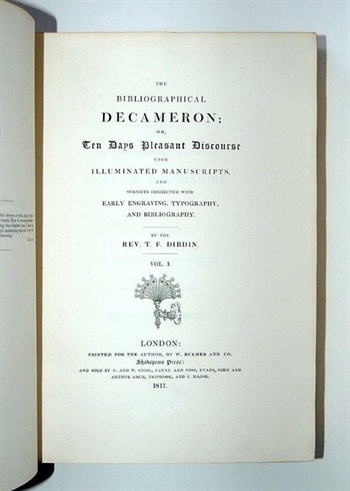 THE
BIBLIOGRAPHICAL
DECAMERON;
OR,
Ten Days Pleasant Discourse
UPON
ILLUMINATED MANUSCRIPTS,
AND
SUBJECTS CONNECTED WITH
EARLY ENGRAVING, TYPOGRAPHY,
AND BIBLIOGRAPHY.
BY THE
REV. T. F. DIBDIN.
VOL. I.
LONDON:
PRINTED FOR THE AUTHOR, BY W. BULMER AND CO.
Shakspeare Press:
AND SOLD BY G. AND W. NICOL, PAYNE AND FOSS, EVANS, JOHN AND
ARTHUR ARCH, TRIPHOOK, AND J. MAJOR.
1817.